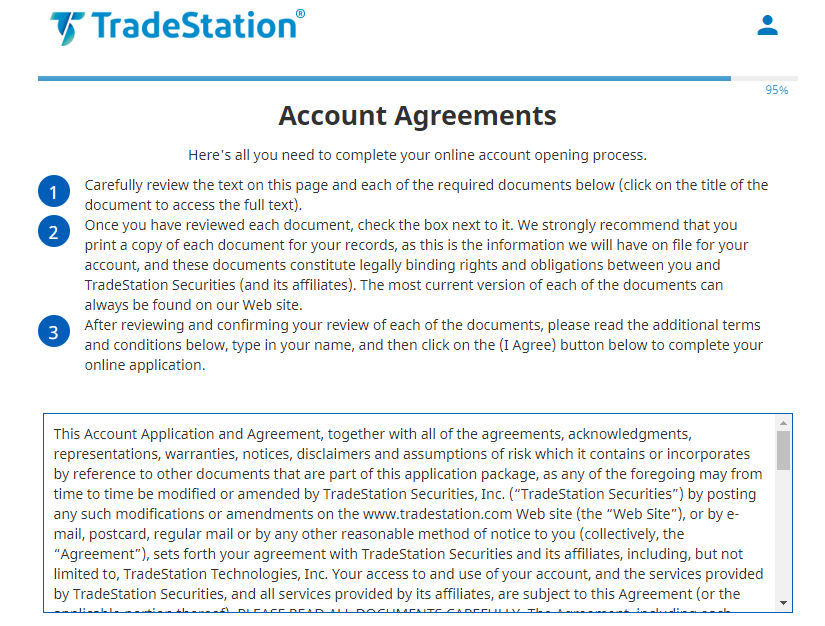 TradeStation®
95%
Account Agreements
Here's all you need to complete your online account opening process.
1
Carefully review the text on this page and each of the required documents below (click on the title of the
document to access the full text).
2
Once you have reviewed each document, check the box next to it. We strongly recommend that you
print a copy of each document for your records, as this is the information we will have on file for your
account, and these documents constitute legally binding rights and obligations between you and
TradeStation Securities (and its affiliates). The most current version of each of the documents can
always be found on our Web site.
3
After reviewing and confirming your review of each of the documents, please read the additional terms
and conditions below, type in your name, and then click on the (I Agree) button below to complete your
online application.
This Account Application and Agreement, together with all of the agreements, acknowledgments,
representations, warranties, notices, disclaimers and assumptions of risk which it contains or incorporates
by reference to other documents that are part of this application package, as any of the foregoing may from
time to time be modified or amended by TradeStation Securities, Inc. (“TradeStation Securities”) by posting
any such modifications or amendments on the www.tradestation.com Web site (the “Web Site”), or by e-
mail, postcard, regular mail or by any other reasonable method of notice to you (collectively, the
“Agreement”), sets forth your agreement with TradeStation Securities and its affiliates, including, but not
limited to, TradeStation Technologies, Inc. Your access to and use of your account, and the services provided
by TradeStation Securities, and all services provided by its affiliates, are subject to this Agreement (or the
applicable portion thereof). PLEASE READ ALL DOCUMENTS CAREFULLY. The Agreement, including each